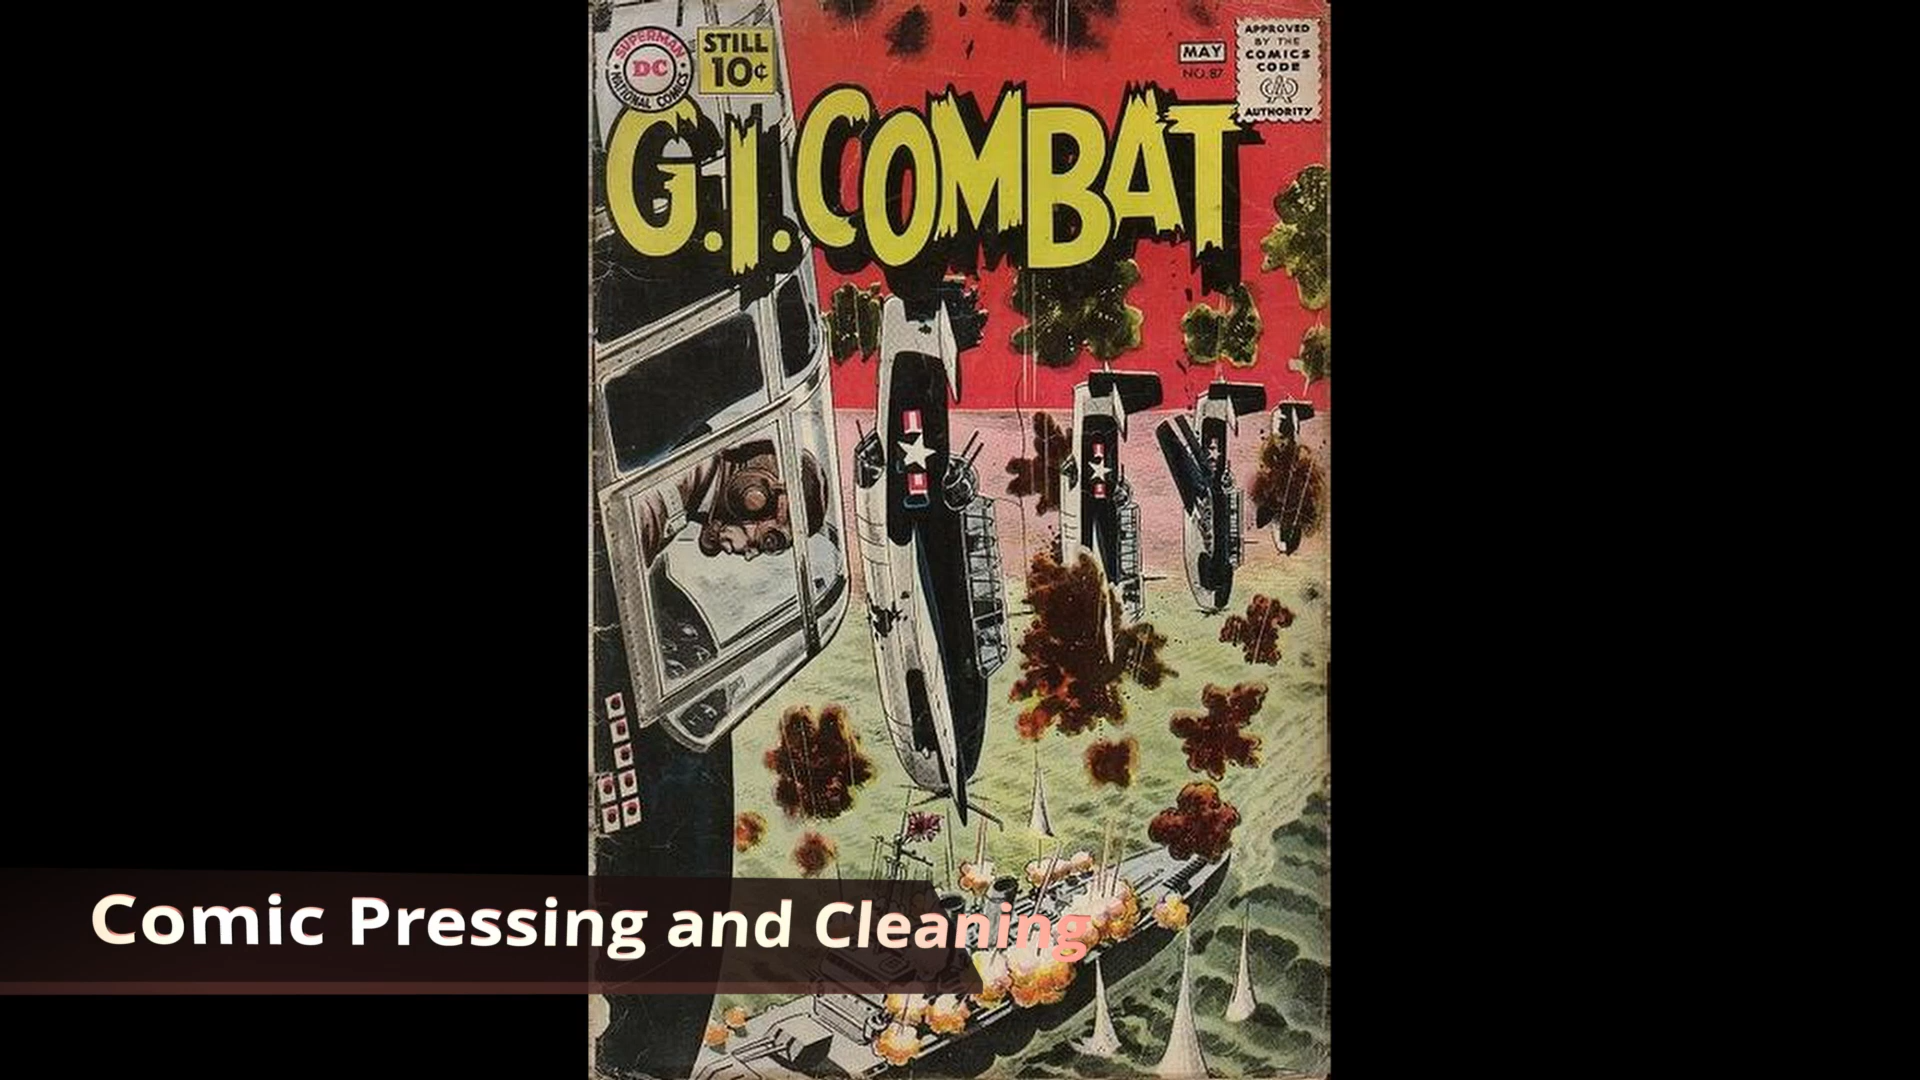 SUPERMAN
DC
NATIONAL COMICS
STILL
10¢
MAY
NO. 87
APPROVED
BY THE
COMICS
CODE
CA
AUTHORITY
G.I. COMBAT
Comic Pressing and Cleaning